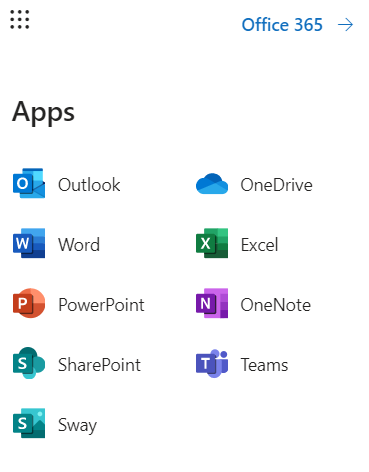 Office 365
Apps
Outlook
OneDrive
Word
Excel
PowerPoint
OneNote
SharePoint
Teams
Sway